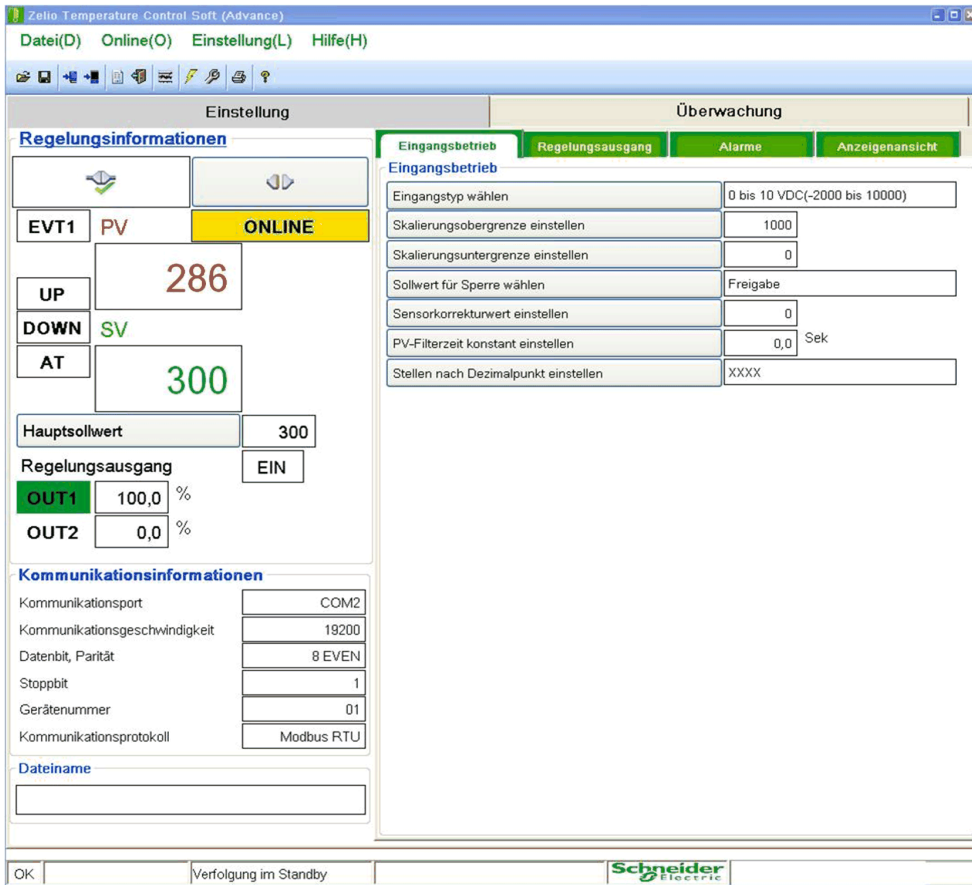 Zelio Temperature Control Soft (Advance)
Datei(D) Online(O) Einstellung(L) Hilfe(H)
Einstellung Überwachung
Regelungsinformationen
EVT1 PV ONLINE
286
UP
DOWN SV
AT
300
Hauptsollwert 300
Regelungsausgang EIN
OUT1 100,0 %
OUT2 0,0 %
Kommunikationsinformationen
Kommunikationsport COM2
Kommunikationsgeschwindigkeit 19200
Datenbit, Parität 8 EVEN
Stoppbit 1
Gerätenummer 01
Kommunikationsprotokoll Modbus RTU
Dateiname
Eingangsbetrieb Regelungsausgang Alarme Anzeigenansicht
Eingangsbetrieb
Eingangstyp wählen 0 bis 10 VDC(-2000 bis 10000)
Skalierungsobergrenze einstellen 1000
Skalierungsuntergrenze einstellen 0
Sollwert für Sperre wählen Freigabe
Sensorkorrekturwert einstellen 0
PV-Filterzeit konstant einstellen 0,0 Sek
Stellen nach Dezimalpunkt einstellen XXXX
OK Verfolgung im Standby Schneider Electric